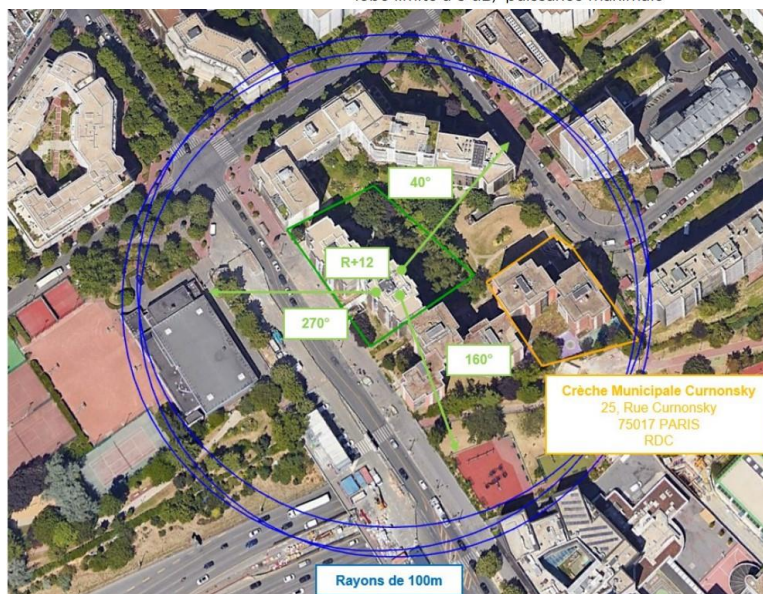 40°
R+12
270°
160°
Crèche Municipale Curnonsky
25, Rue Curnonsky
75017 PARIS
RDC
Rayons de 100m